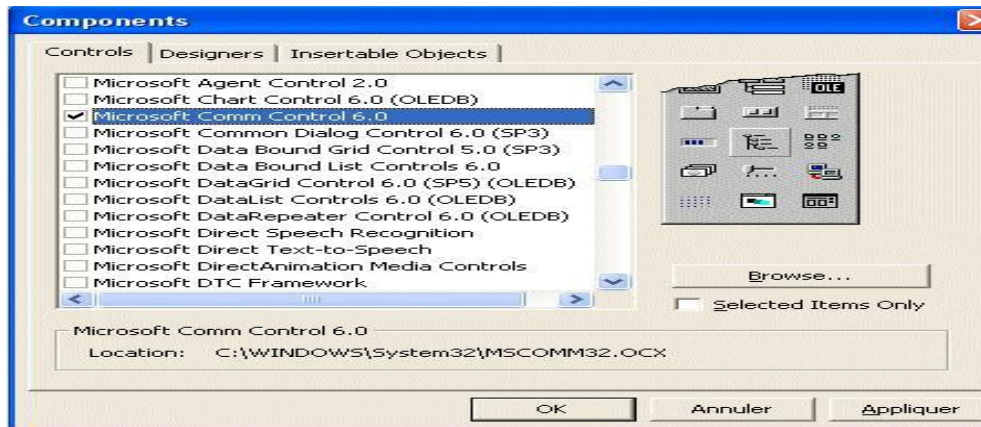 Components
Controls
Designers
Insertable Objects
Microsoft Agent Control 2.0
Microsoft Chart Control 6.0 (OLEDB)
Microsoft Comm Control 6.0
Microsoft Common Dialog Control 6.0 (SP3)
Microsoft Data Bound Grid Control 5.0 (SP3)
Microsoft Data Bound List Controls 6.0
Microsoft DataGrid Control 6.0 (SP5) (OLEDB)
Microsoft DataList Controls 6.0 (OLEDB)
Microsoft DataRepeater Control 6.0 (OLEDB)
Microsoft Direct Speech Recognition
Microsoft Direct Text-to-Speech
Microsoft DirectAnimation Media Controls
Microsoft DTC Framework
OLE
Browse...
Selected Items Only
Microsoft Comm Control 6.0
Location: C:\WINDOWS\System32\MSCOMM32.OCX
OK
Annuler
Appliquer